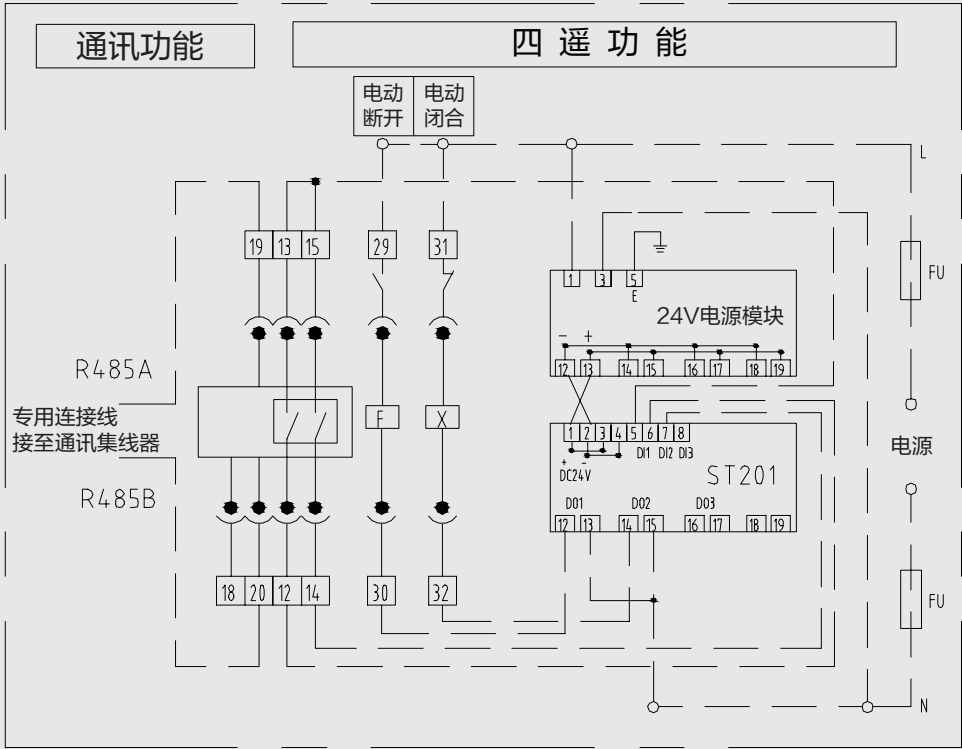 通讯功能
四遥功能
电动
断开
电动
闭合
L
19 13 15 29 31
1 3 5
E
FU
24V电源模块
- +
12 13 14 15 16 17 18 19
R485A
专用连接线
接至通讯集线器
R485B
F X
1 2 3 4 5 6 7 8
+ -
DC24V
DI1 DI2 DI3
ST201
DO1 DO2 DO3
12 13 14 15 16 17 18 19
电源
18 20 12 14 30 32
FU
N